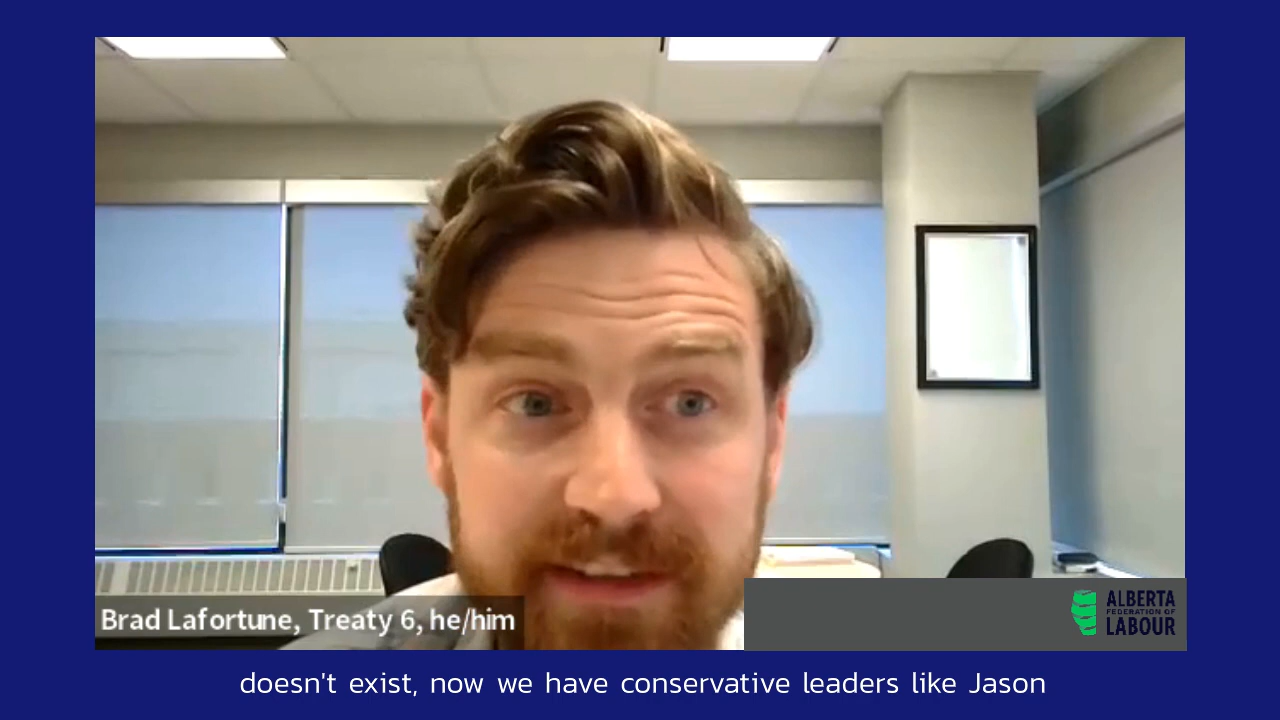 Brad Lafortune, Treaty 6, he/him
ALBERTA
FEDERATION OF
LABOUR
doesn't exist, now we have conservative leaders like Jason